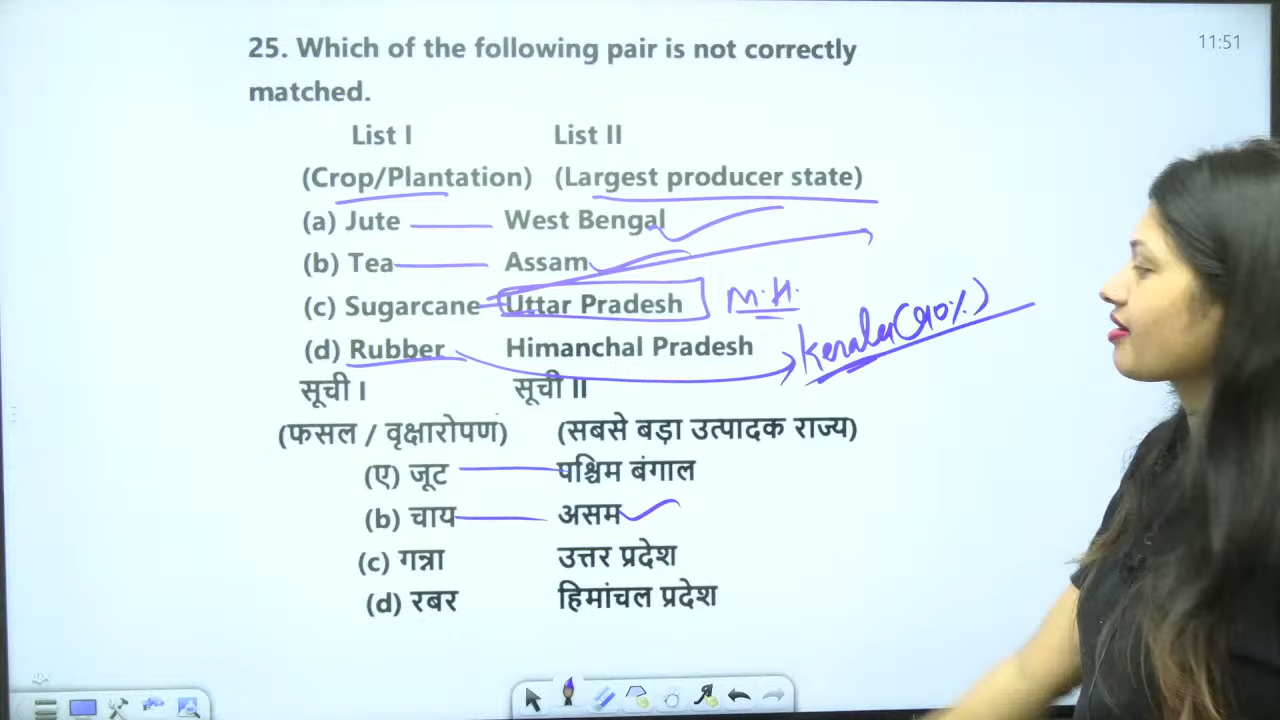 11:51
25. Which of the following pair is not correctly
matched.
List I List II
(Crop/Plantation) (Largest producer state)
(a) Jute West Bengal
(b) Tea Assam
(c) Sugarcane Uttar Pradesh M.H.
(d) Rubber Himanchal Pradesh Kerala (90%)
सूची I सूची II
(फसल / वृक्षारोपण) (सबसे बड़ा उत्पादक राज्य)
(ए) जूट पश्चिम बंगाल
(b) चाय असम
(c) गन्ना उत्तर प्रदेश
(d) रबर हिमांचल प्रदेश